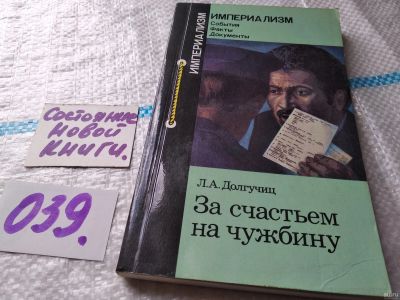 Состояние
Новой
Книги.
039.
ИМПЕРИАЛИЗМ
ИМПЕРИАЛИЗМ
События
Факты
Документы
Л.А. Долгучиц
За счастьем
на чужбину